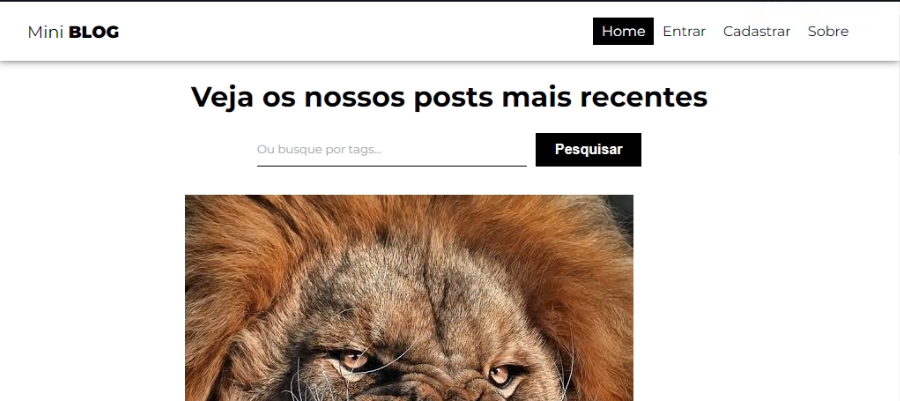 Mini BLOG
Home Entrar Cadastrar Sobre
Veja os nossos posts mais recentes
Ou busque por tags...
Pesquisar